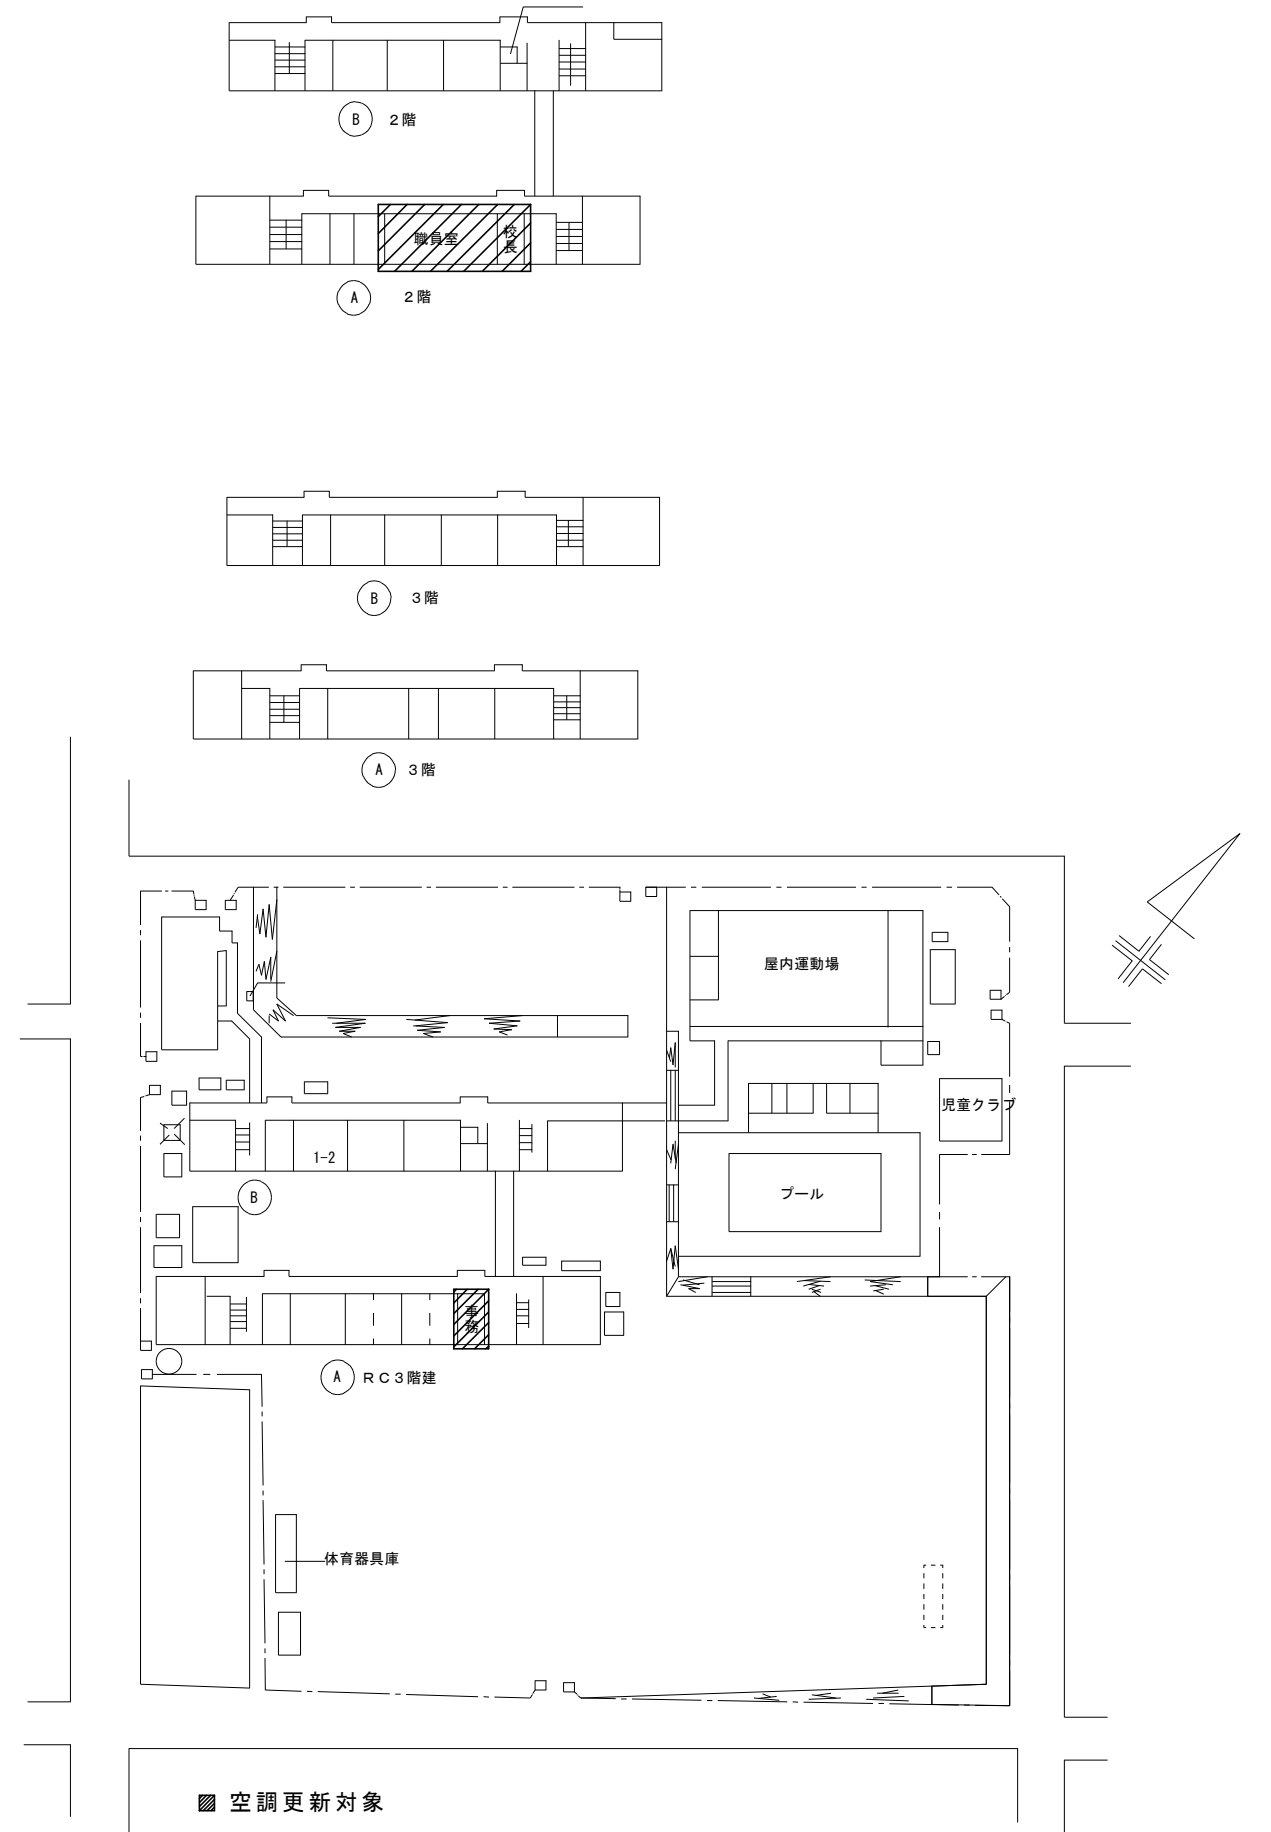 B ２階
職員室
校長
A ２階
B ３階
A ３階
屋内運動場
児童クラブ
1-2
プール
B
事務
A ＲＣ３階建
体育器具庫
空調更新対象